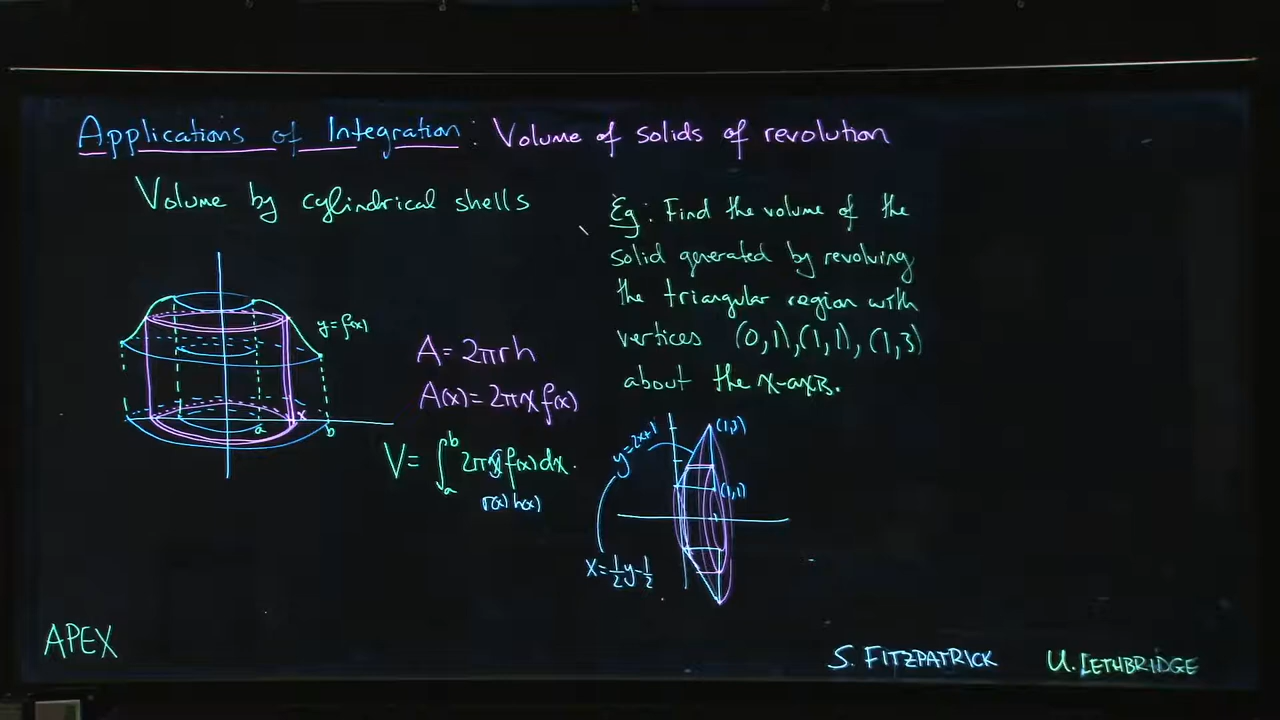 Applications of Integration: Volume of solids of revolution
Volume by cylindrical shells
y=f(x)
a
x
b
A=2πrh
A(x)=2πx f(x)
V=∫_a^b 2πx f(x)dx.
r(x) h(x)
Eg: Find the volume of the
solid generated by revolving
the triangular region with
vertices (0,1),(1,1),(1,3)
about the x-axis.
y=2x+1
(1,3)
(1,1)
x=1/2y-1/2
APEX
S. FITZPATRICK
U. LETHBRIDGE